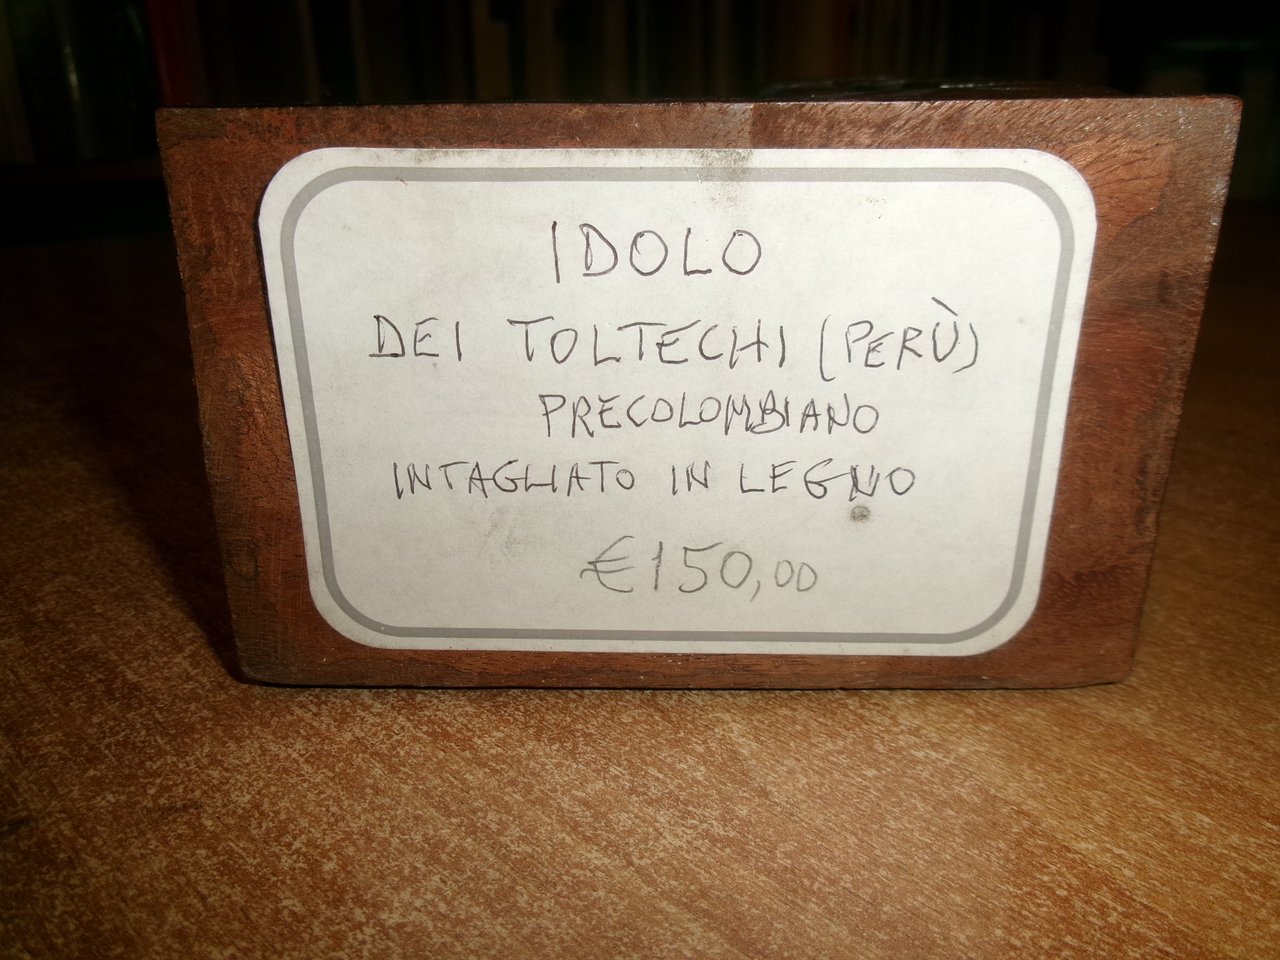 IDOLO
DEI TOLTECHI (PERÙ)
PRECOLOMBIANO
INTAGLIATO IN LEGNO
€150,00